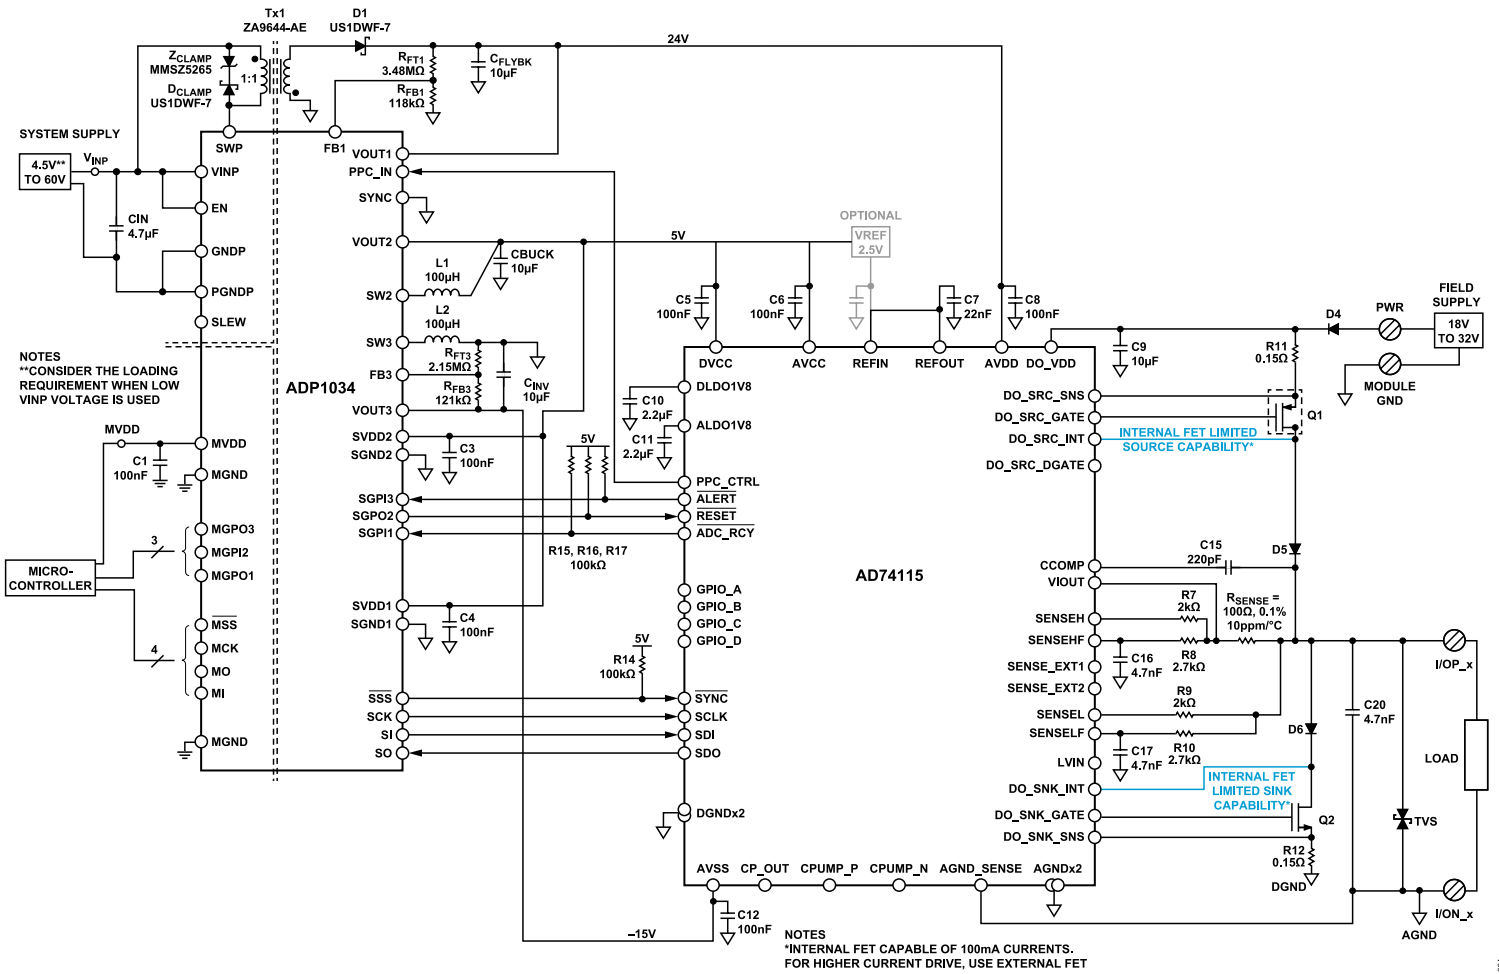 Tx1
ZA9644-AE
D1
US1DWF-7
Z_CLAMP
MMSZ5265
D_CLAMP
US1DWF-7
1:1
R_FT1
3.48MΩ
R_FB1
118kΩ
C_FLYBK
10µF
24V
SYSTEM SUPPLY
4.5V**
TO 60V
V_INP
CIN
4.7µF
SWP
FB1
VINP
EN
GNDP
PGNDP
SLEW
VOUT1
PPC_IN
SYNC
VOUT2
SW2
SW3
FB3
VOUT3
SVDD2
SGND2
SGPI3
SGPO2
SGPI1
SVDD1
SGND1
SSS
SCK
SI
SO
ADP1034
NOTES
**CONSIDER THE LOADING
REQUIREMENT WHEN LOW
VINP VOLTAGE IS USED
MVDD
C1
100nF
MVDD
MGND
MGPO3
MGPI2
MGPO1
MSS
MCK
MO
MI
MGND
3
4
MICRO-
CONTROLLER
L1
100µH
CBUCK
10µF
L2
100µH
R_FT3
2.15MΩ
R_FB3
121kΩ
C_INV
10µF
C3
100nF
C4
100nF
5V
OPTIONAL
VREF
2.5V
C5
100nF
C6
100nF
C7
22nF
C8
100nF
C9
10µF
C10
2.2µF
C11
2.2µF
5V
R15, R16, R17
100kΩ
5V
R14
100kΩ
DVCC
AVCC
REFIN
REFOUT
AVDD
DO_VDD
DLDO1V8
ALDO1V8
PPC_CTRL
ALERT
RESET
ADC_RCY
GPIO_A
GPIO_B
GPIO_C
GPIO_D
SYNC
SCLK
SDI
SDO
DGNDx2
AD74115
DO_SRC_SNS
DO_SRC_GATE
DO_SRC_INT
DO_SRC_DGATE
CCOMP
VIOUT
SENSEH
SENSEHF
SENSE_EXT1
SENSE_EXT2
SENSEL
SENSELF
LVIN
DO_SNK_INT
DO_SNK_GATE
DO_SNK_SNS
AVSS
CP_OUT
CPUMP_P
CPUMP_N
AGND_SENSE
AGNDx2
C12
100nF
–15V
D4
PWR
FIELD
SUPPLY
18V
TO 32V
MODULE
GND
R11
0.15Ω
Q1
INTERNAL FET LIMITED
SOURCE CAPABILITY*
C15
220pF
D5
R7
2kΩ
R_SENSE =
100Ω, 0.1%
10ppm/°C
C16
4.7nF
R8
2.7kΩ
R9
2kΩ
C17
4.7nF
R10
2.7kΩ
D6
C20
4.7nF
INTERNAL FET
LIMITED SINK
CAPABILITY*
Q2
R12
0.15Ω
DGND
TVS
I/OP_x
LOAD
I/ON_x
AGND
NOTES
*INTERNAL FET CAPABLE OF 100mA CURRENTS.
FOR HIGHER CURRENT DRIVE, USE EXTERNAL FET